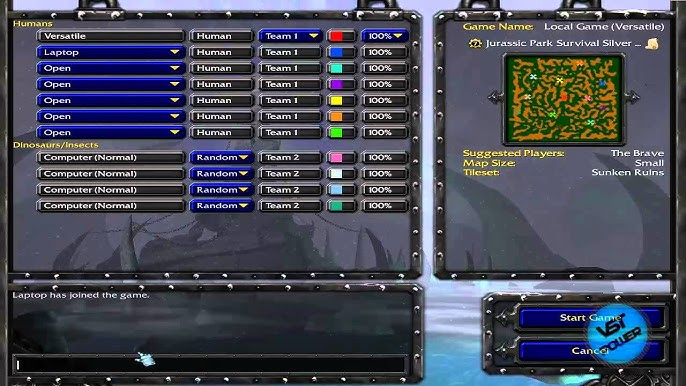 Humans
Versatile Human Team 1 100%
Laptop Human Team 1 100%
Open Human Team 1 100%
Open Human Team 1 100%
Open Human Team 1 100%
Open Human Team 1 100%
Open Human Team 1 100%
Dinosaurs/Insects
Computer (Normal) Random Team 2 100%
Computer (Normal) Random Team 2 100%
Computer (Normal) Random Team 2 100%
Computer (Normal) Random Team 2 100%
Game Name: Local Game (Versatile)
Jurassic Park Survival Silver ...
Suggested Players: The Brave
Map Size: Small
Tileset: Sunken Ruins
Laptop has joined the game.
Start Game
Cancel
POWER